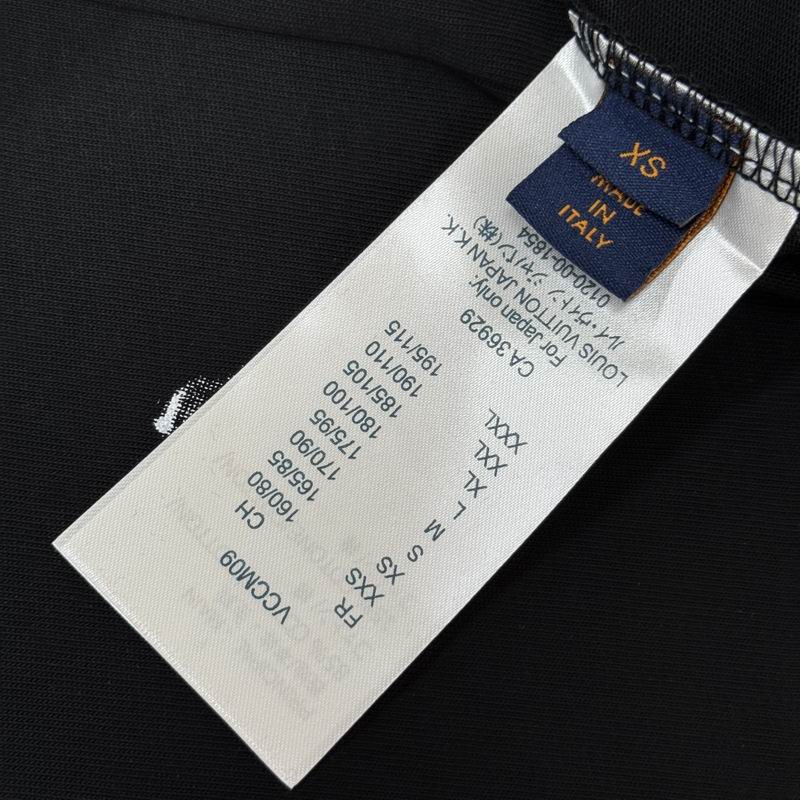 XS
MADE
IN
ITALY
VCCM09
FR CH
XXS 160/80
XS 165/85
S 170/90
M 175/95
L 180/100
XL 185/105
XXL 190/110
XXXL 195/115
CA 36929
For Japan only:
LOUIS VUITTON JAPAN K.K.
ルイ・ヴィトン ジャパン(株)
0120-00-1854